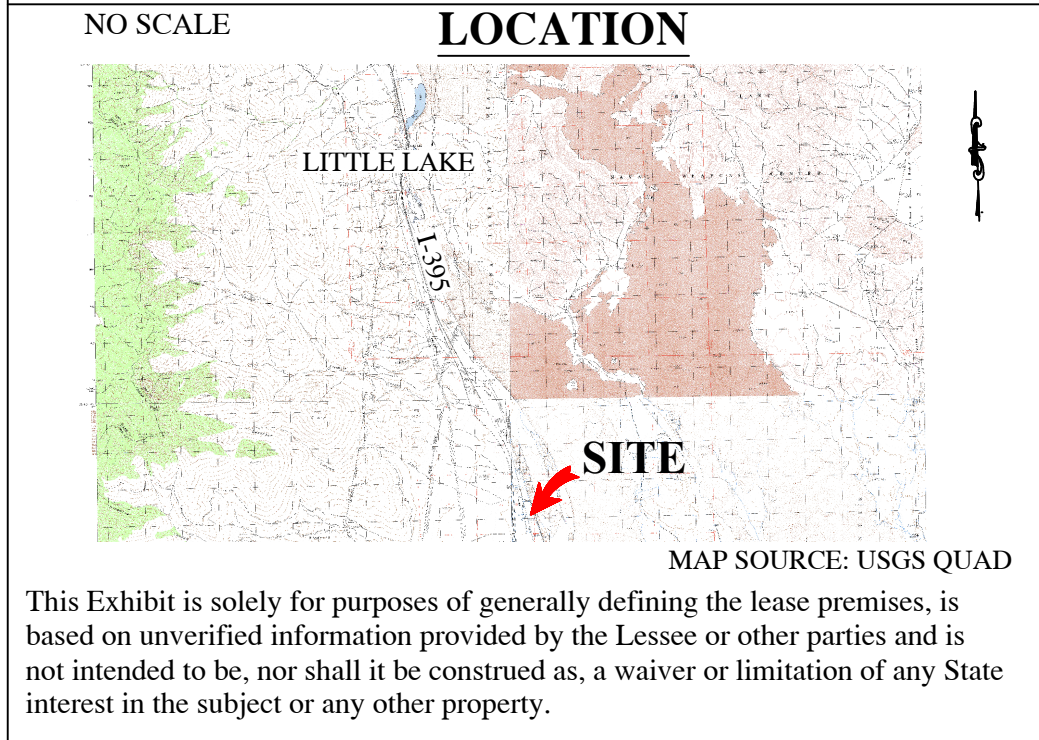 NO SCALE
LOCATION
LITTLE LAKE
I-395
SITE
MAP SOURCE: USGS QUAD
This Exhibit is solely for purposes of generally defining the lease premises, is
based on unverified information provided by the Lessee or other parties and is
not intended to be, nor shall it be construed as, a waiver or limitation of any State
interest in the subject or any other property.